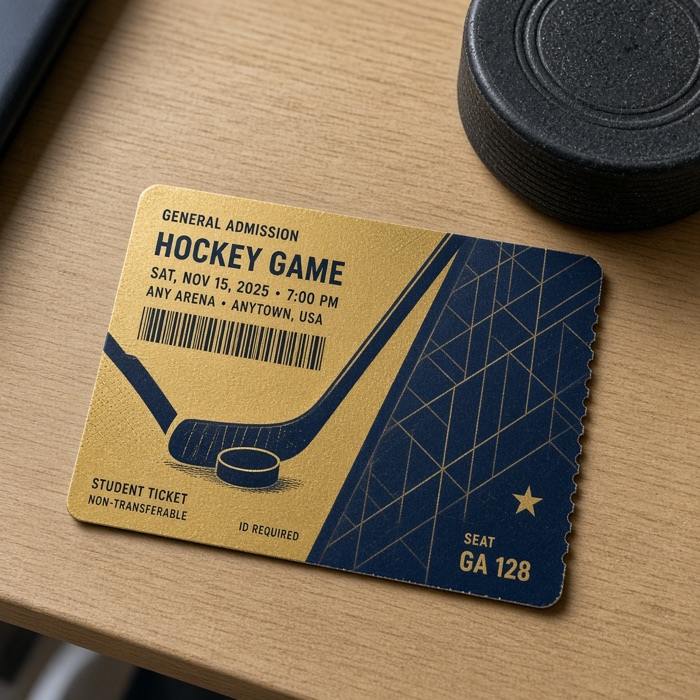 GENERAL ADMISSION
HOCKEY GAME
SAT, NOV 15, 2025 • 7:00 PM
ANY ARENA • ANYTOWN, USA
STUDENT TICKET
NON-TRANSFERABLE
ID REQUIRED
SEAT
GA 128